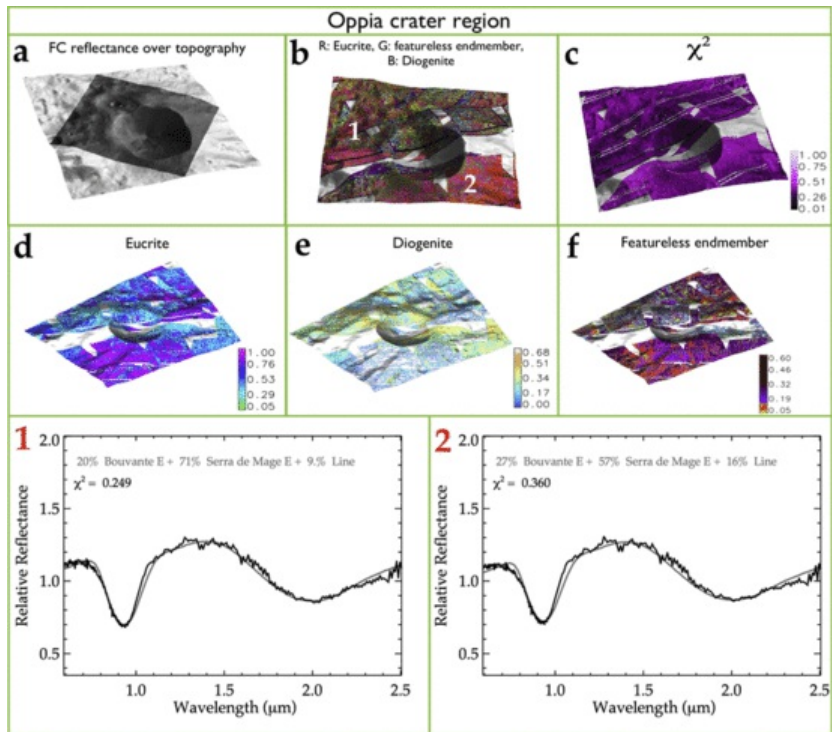 Oppia crater region
a
FC reflectance over topography
b
R: Eucrite, G: featureless endmember,
B: Diogenite
1
2
c
χ²
1.00
0.75
0.51
0.26
0.01
d
Eucrite
1.00
0.76
0.53
0.29
0.05
e
Diogenite
0.68
0.51
0.34
0.17
0.00
f
Featureless endmember
0.60
0.46
0.32
0.19
0.05
1
20% Bouvante E + 71% Serra de Mage E + 9.% Line
χ² = 0.249
Relative Reflectance
2.0
1.5
1.0
0.5
1.0 1.5 2.0 2.5
Wavelength (μm)
2
27% Bouvante E + 57% Serra de Mage E + 16% Line
χ² = 0.360
Relative Reflectance
2.0
1.5
1.0
0.5
1.0 1.5 2.0 2.5
Wavelength (μm)